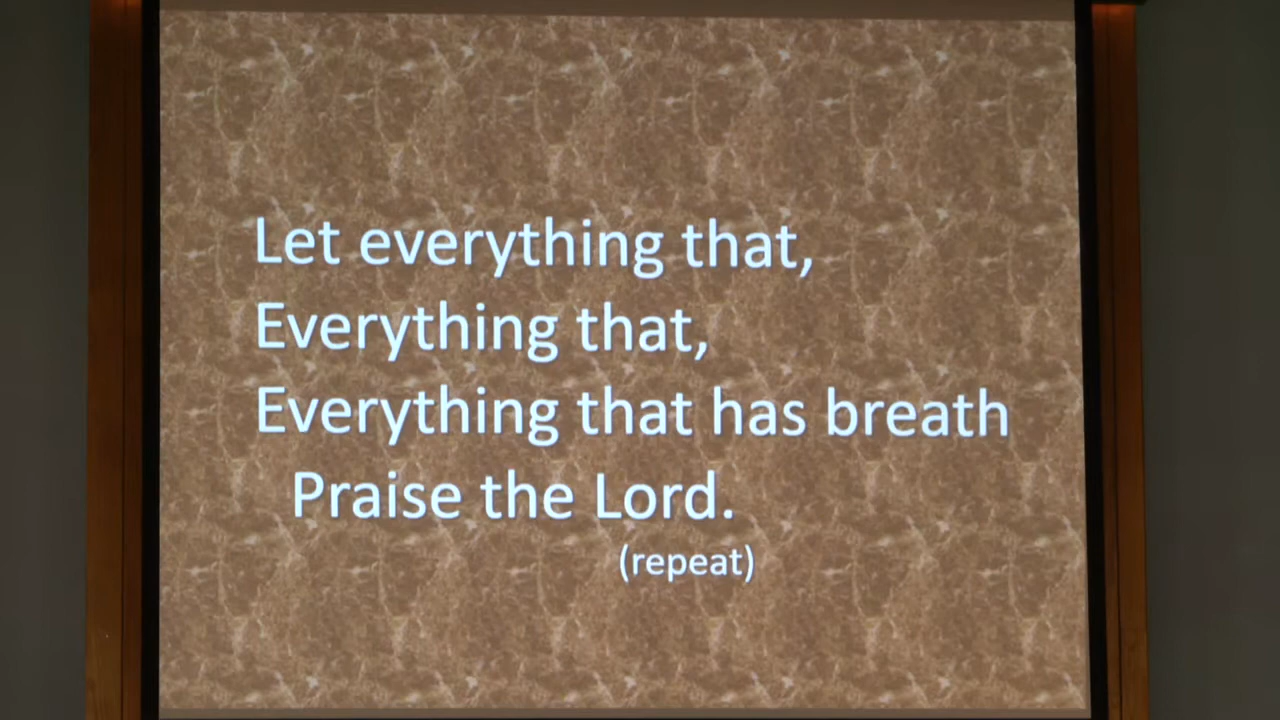 Let everything that,
Everything that,
Everything that has breath
Praise the Lord.
(repeat)